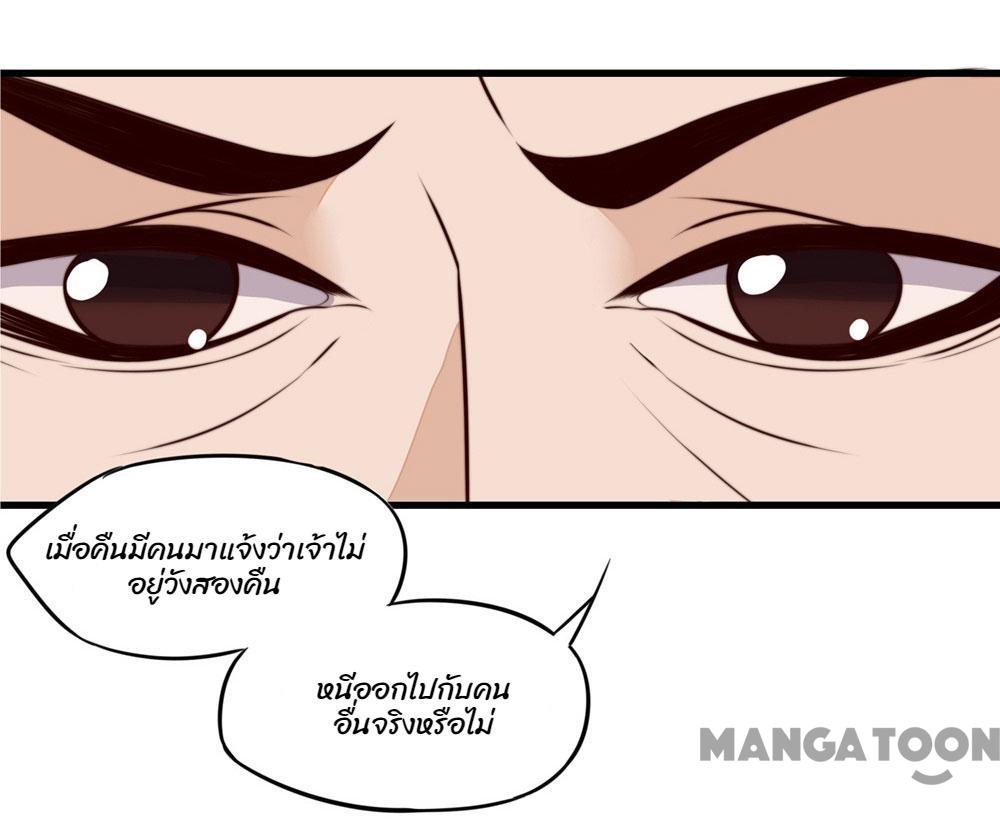 เมื่อคืนมีคนมาแจ้งว่าเจ้าไม่
อยู่วังสองคืน
หนีออกไปกับคน
อื่นจริงหรือไม่
MANGATOON